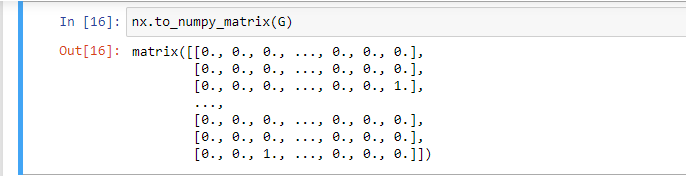 In [16]: nx.to_numpy_matrix(G)
Out[16]: matrix([[0., 0., 0., ..., 0., 0., 0.],
[0., 0., 0., ..., 0., 0., 0.],
[0., 0., 0., ..., 0., 0., 1.],
...,
[0., 0., 0., ..., 0., 0., 0.],
[0., 0., 0., ..., 0., 0., 0.],
[0., 0., 1., ..., 0., 0., 0.]])